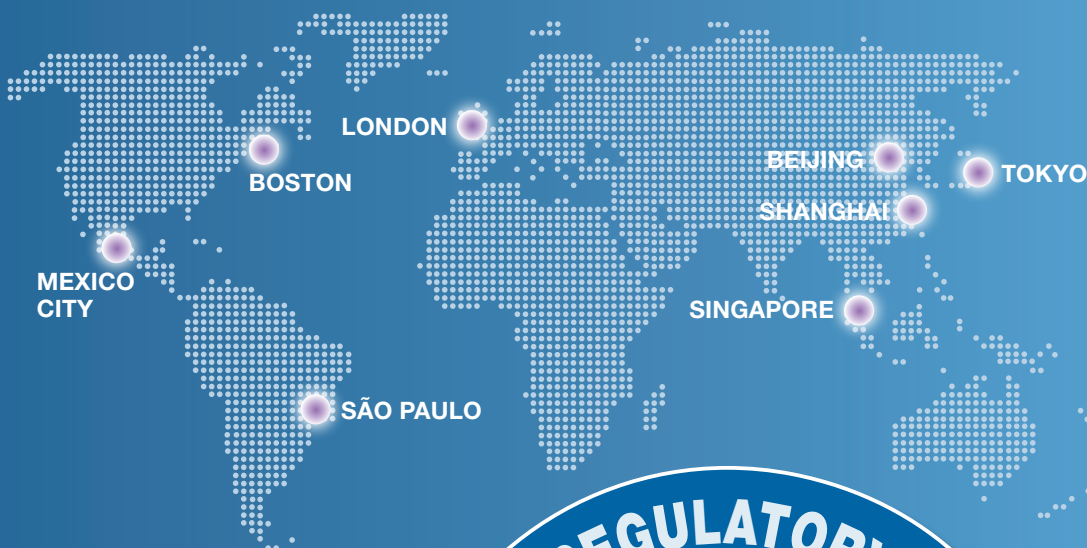 LONDON
BOSTON
BEIJING
TOKYO
SHANGHAI
MEXICO
CITY
SINGAPORE
SÃO PAULO